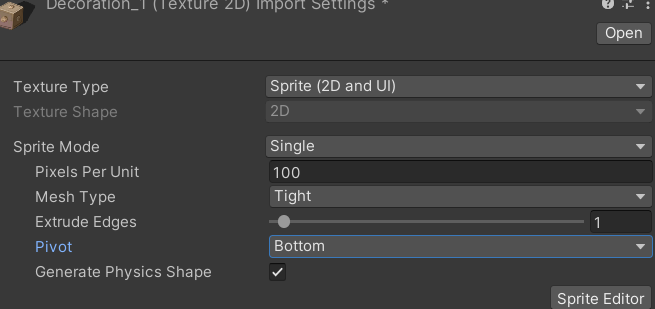 Decoration_1 (Texture 2D) Import Settings *
Open
Texture Type Sprite (2D and UI)
Texture Shape 2D
Sprite Mode Single
Pixels Per Unit 100
Mesh Type Tight
Extrude Edges 1
Pivot Bottom
Generate Physics Shape
Sprite Editor